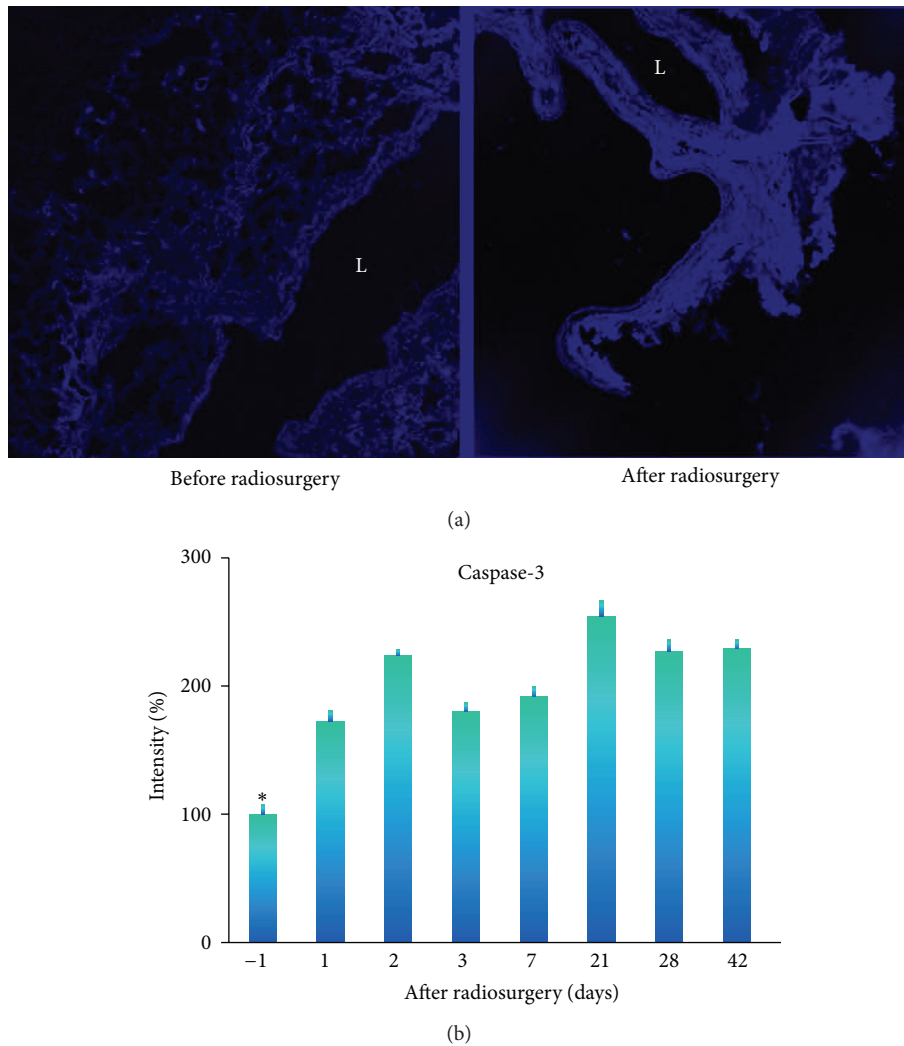 L
L
Before radiosurgery
After radiosurgery
(a)
Caspase-3
300
200
100
0
Intensity (%)
*
−1 1 2 3 7 21 28 42
After radiosurgery (days)
(b)